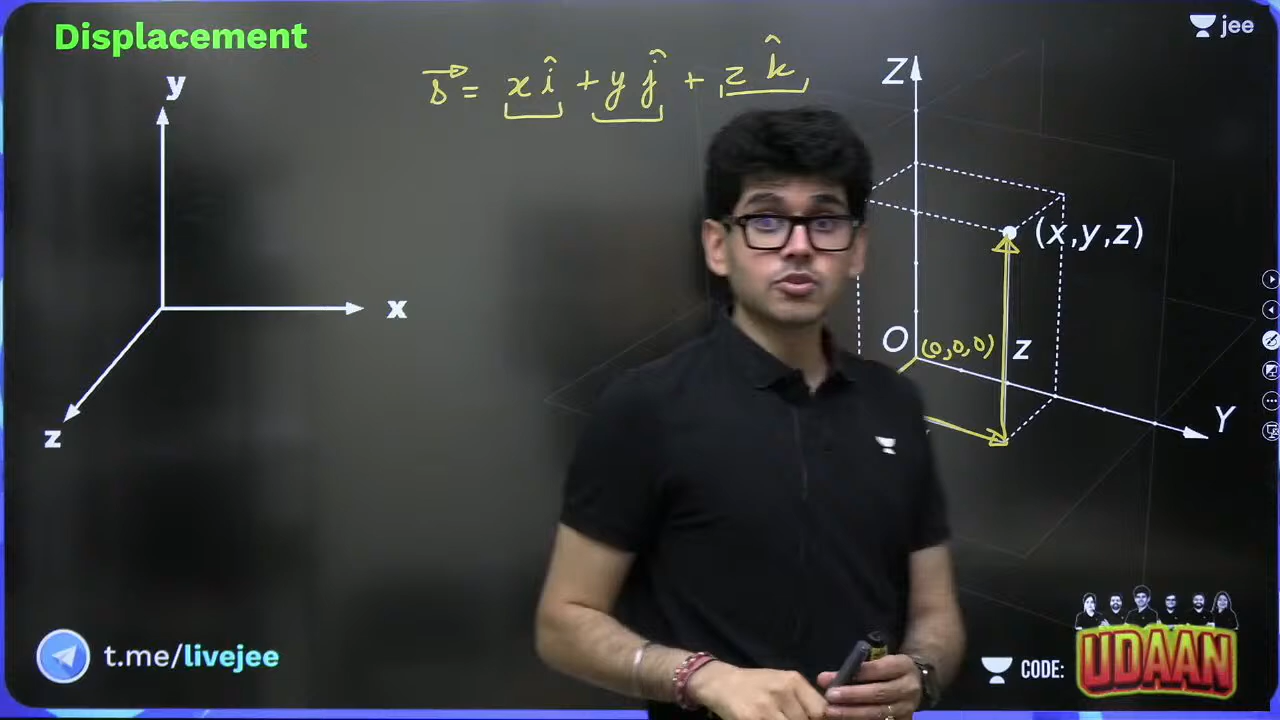 Displacement
jee
s⃗ = x î + y ĵ + z k̂
y
x
z
Z
(x,y,z)
O
(0,0,0)
z
Y
t.me/livejee
CODE:
UDAAN